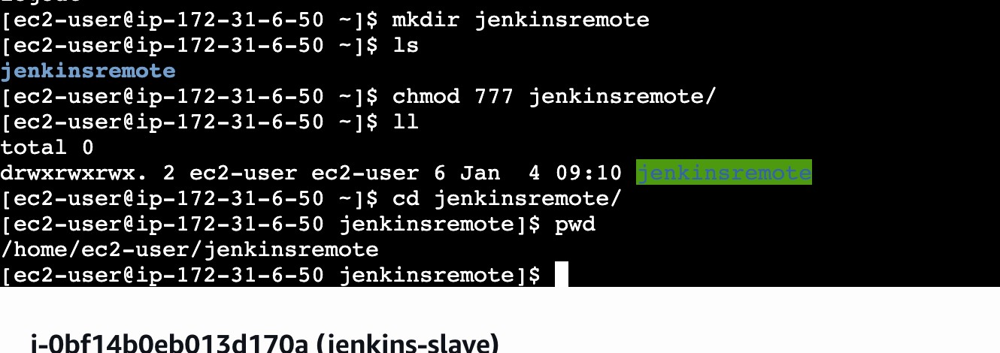 [ec2-user@ip-172-31-6-50 ~]$ mkdir jenkinsremote
[ec2-user@ip-172-31-6-50 ~]$ ls
jenkinsremote
[ec2-user@ip-172-31-6-50 ~]$ chmod 777 jenkinsremote/
[ec2-user@ip-172-31-6-50 ~]$ ll
total 0
drwxrwxrwx. 2 ec2-user ec2-user 6 Jan  4 09:10 jenkinsremote
[ec2-user@ip-172-31-6-50 ~]$ cd jenkinsremote/
[ec2-user@ip-172-31-6-50 jenkinsremote]$ pwd
/home/ec2-user/jenkinsremote
[ec2-user@ip-172-31-6-50 jenkinsremote]$
i-0bf14b0eb013d170a (jenkins-slave)